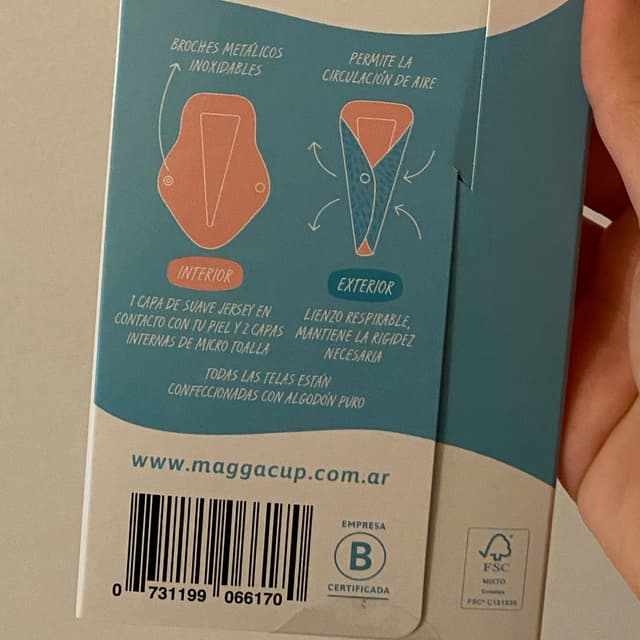 BROCHES METÁLICOS
INOXIDABLES
PERMITE LA
CIRCULACIÓN DE AIRE
INTERIOR
1 CAPA DE SUAVE JERSEY EN
CONTACTO CON TU PIEL Y 2 CAPAS
INTERNAS DE MICRO TOALLA
EXTERIOR
LIENZO RESPIRABLE,
MANTIENE LA RIGIDEZ
NECESARIA
TODAS LAS TELAS ESTÁN
CONFECCIONADAS CON ALGODÓN PURO
www.maggacup.com.ar
0 731199 066170
EMPRESA
B
CERTIFICADA
FSC
MIXTO